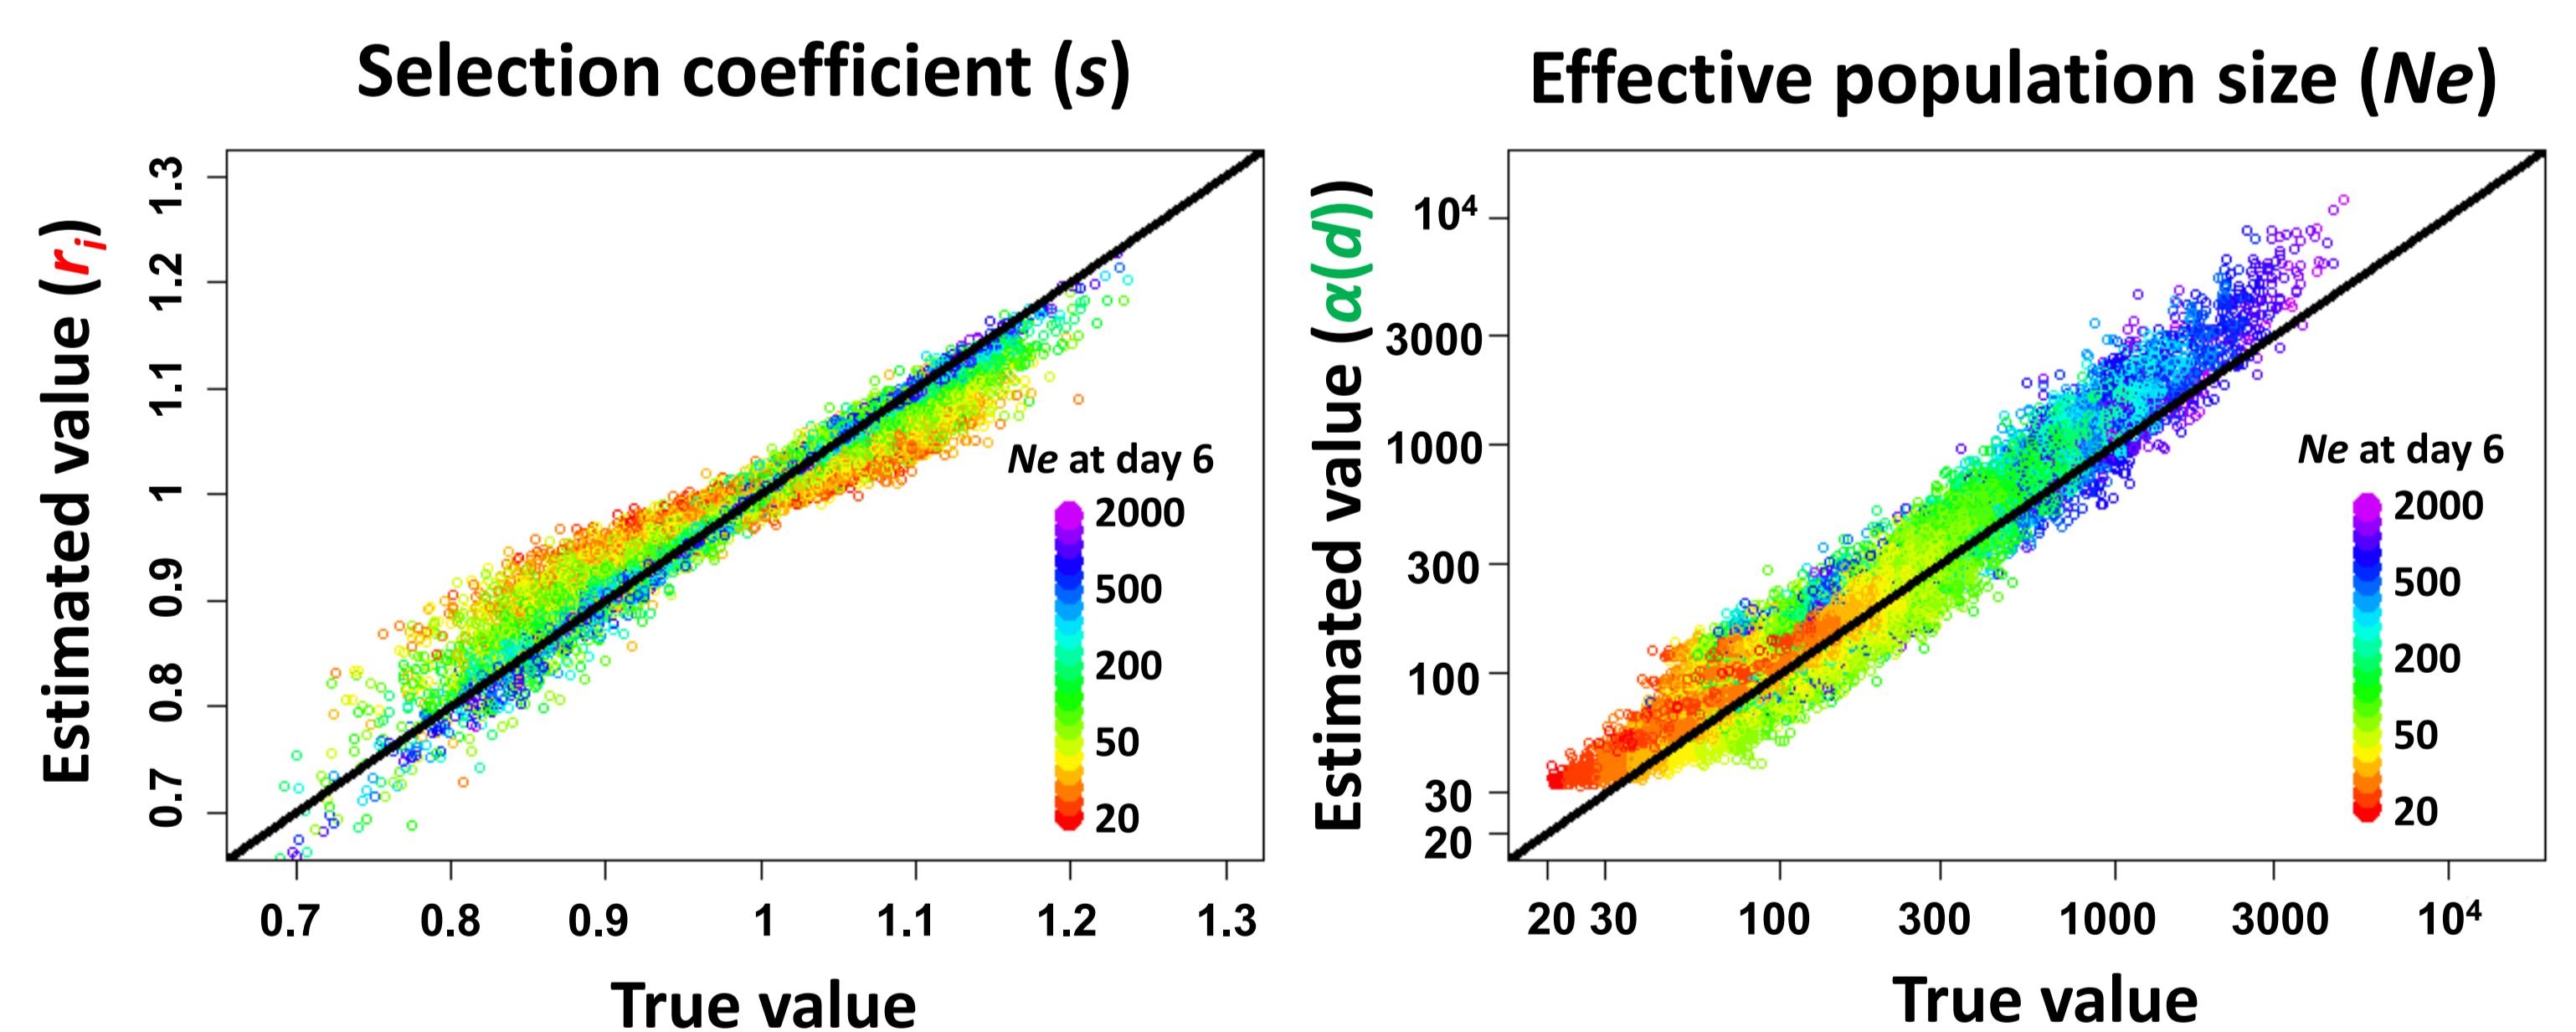 Selection coefficient (s)
Estimated value (ri)
1.3
1.2
1.1
1
0.9
0.8
0.7
0.7 0.8 0.9 1 1.1 1.2 1.3
True value
Ne at day 6
2000
500
200
50
20
Effective population size (Ne)
Estimated value (α(d))
10⁴
3000
1000
300
100
30
20
20 30 100 300 1000 3000 10⁴
True value
Ne at day 6
2000
500
200
50
20